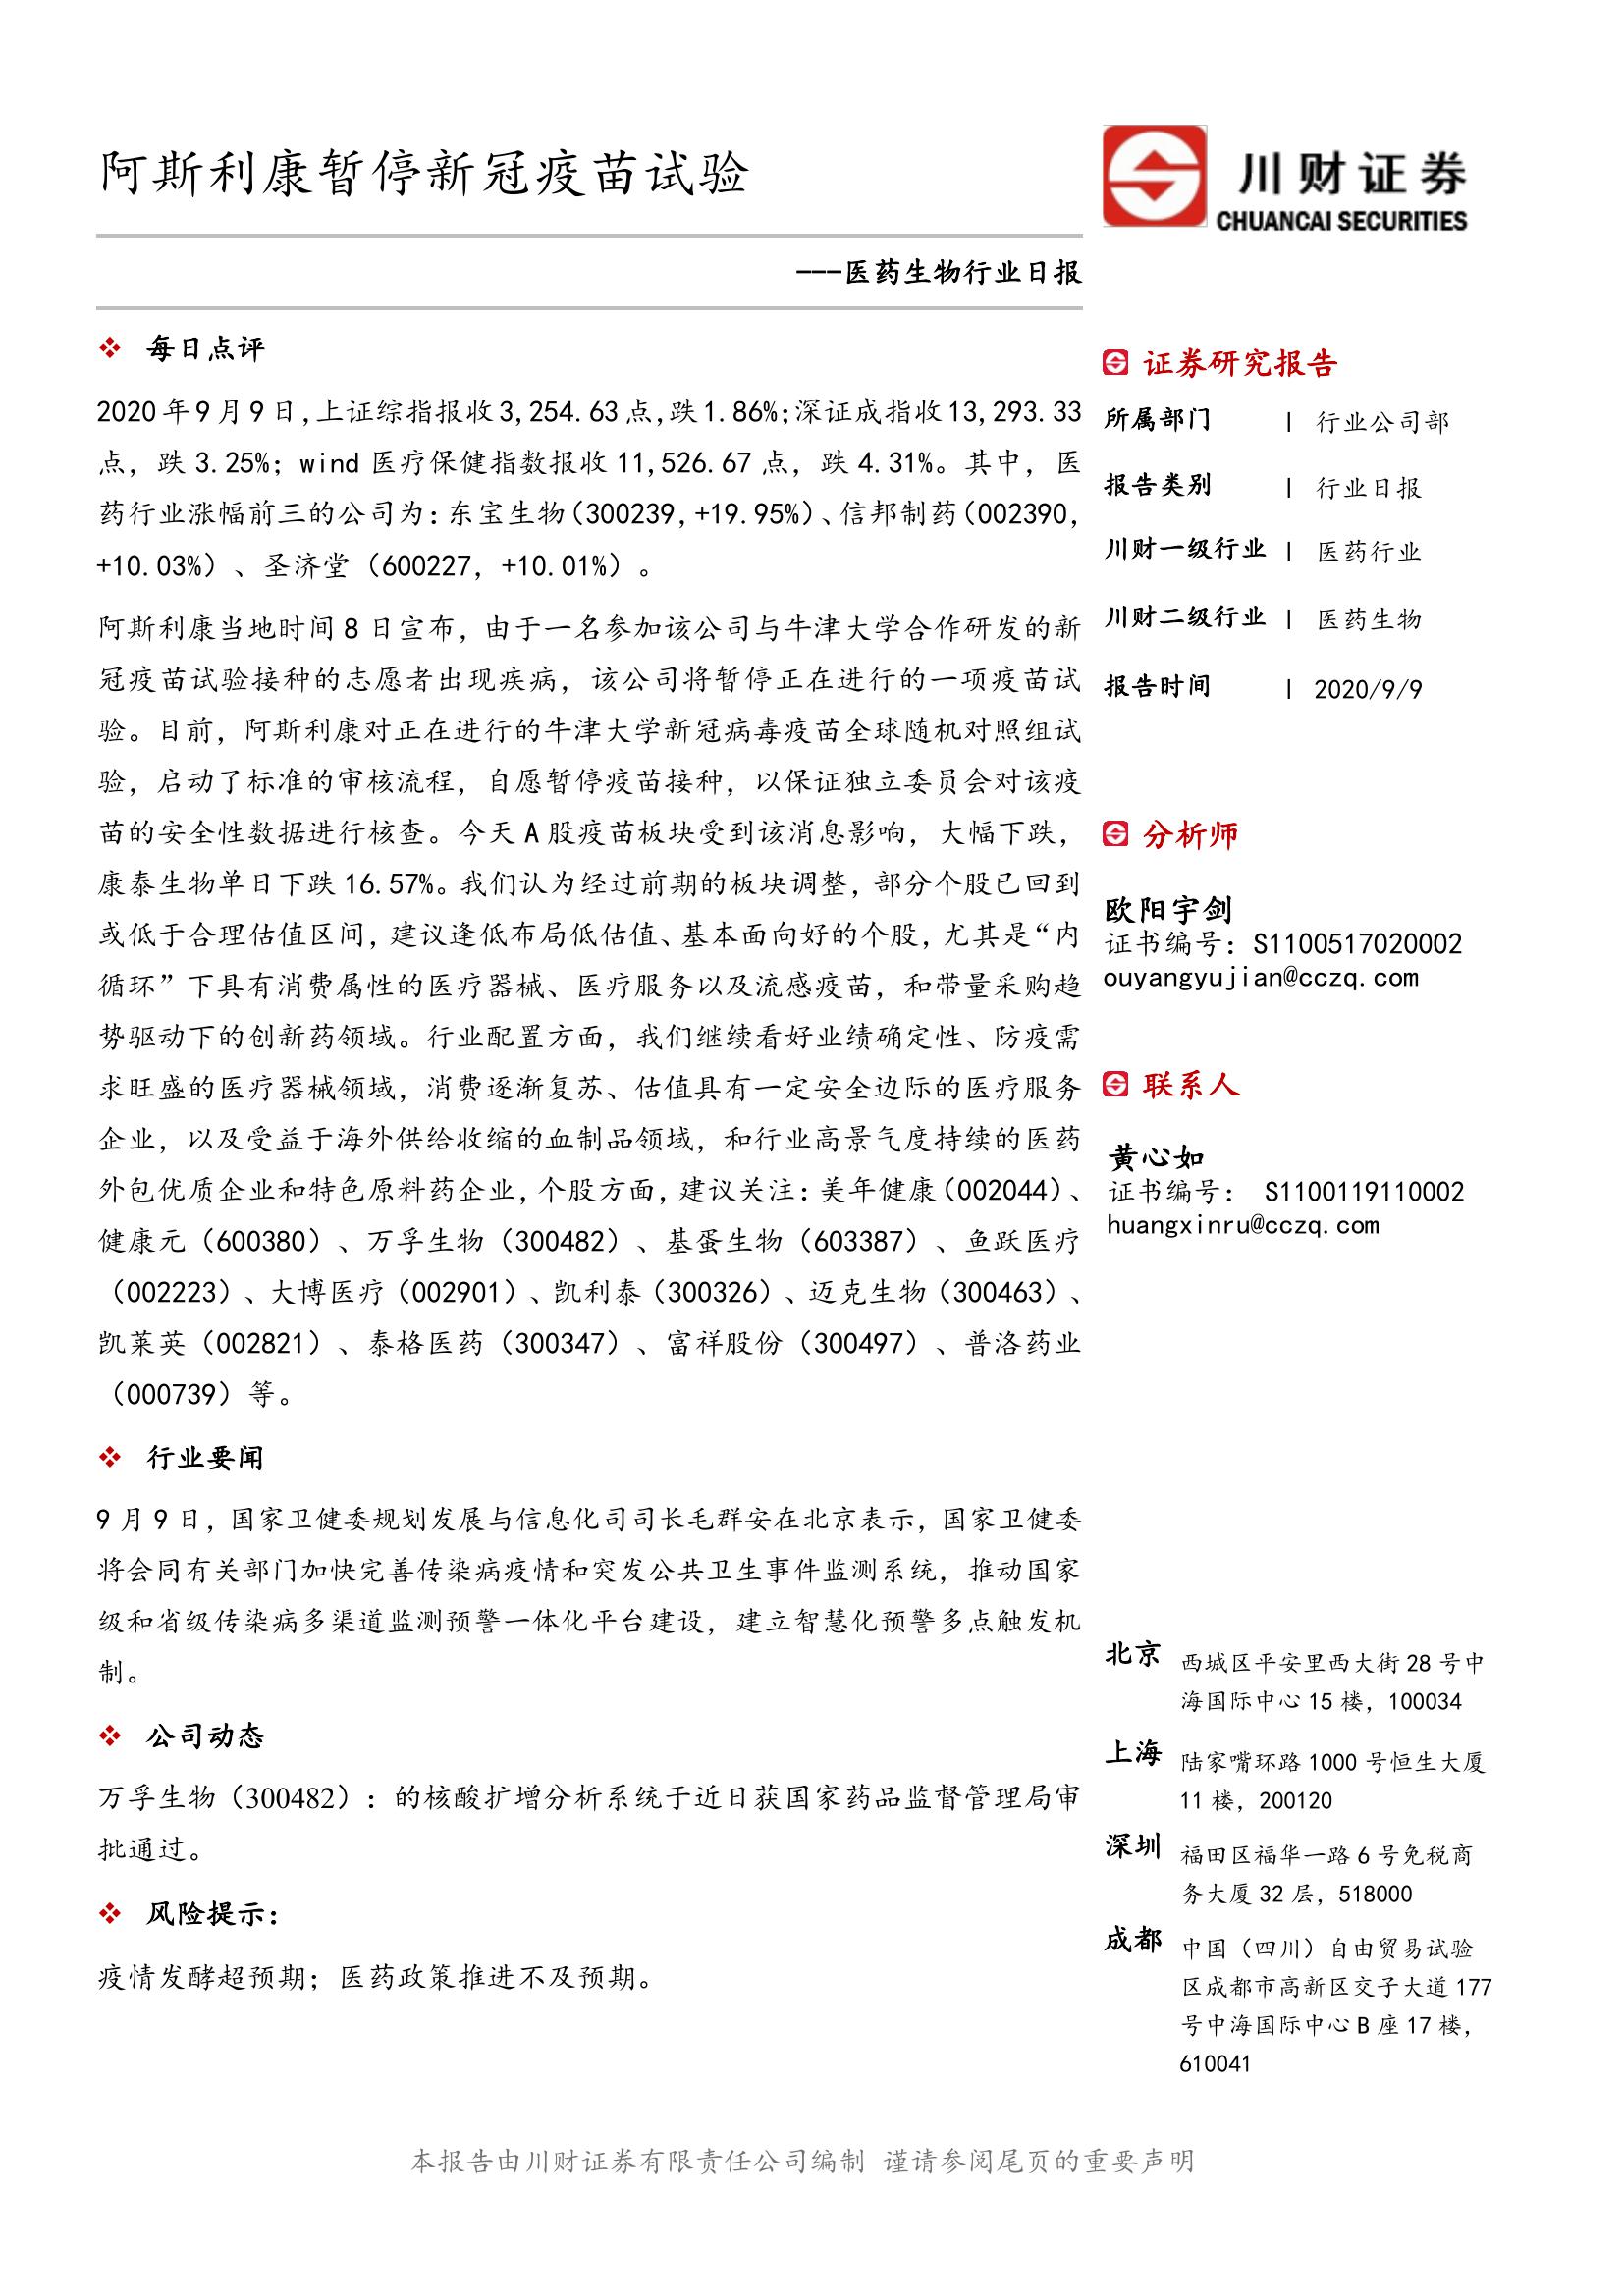 阿斯利康暂停新冠疫苗试验
川财证券
CHUANCAI SECURITIES
---医药生物行业日报
每日点评
2020年9月9日,上证综指报收3,254.63点,跌1.86%;深证成指收13,293.33
点，跌 3.25%；wind 医疗保健指数报收 11,526.67 点，跌 4.31%。其中，医
药行业涨幅前三的公司为：东宝生物（300239，+19.95%）、信邦制药（002390，
+10.03%）、圣济堂（600227，+10.01%）。
阿斯利康当地时间 8 日宣布，由于一名参加该公司与牛津大学合作研发的新
冠疫苗试验接种的志愿者出现疾病，该公司将暂停正在进行的一项疫苗试
验。目前，阿斯利康对正在进行的牛津大学新冠病毒疫苗全球随机对照组试
验，启动了标准的审核流程，自愿暂停疫苗接种，以保证独立委员会对该疫
苗的安全性数据进行核查。今天 A 股疫苗板块受到该消息影响，大幅下跌，
康泰生物单日下跌 16.57%。我们认为经过前期的板块调整，部分个股已回到
或低于合理估值区间，建议逢低布局低估值、基本面向好的个股，尤其是“内
循环”下具有消费属性的医疗器械、医疗服务以及流感疫苗，和带量采购趋
势驱动下的创新药领域。行业配置方面，我们继续看好业绩确定性、防疫需
求旺盛的医疗器械领域，消费逐渐复苏、估值具有一定安全边际的医疗服务
企业，以及受益于海外供给收缩的血制品领域，和行业高景气度持续的医药
外包优质企业和特色原料药企业，个股方面，建议关注：美年健康（002044）、
健康元（600380）、万孚生物（300482）、基蛋生物（603387）、鱼跃医疗
（002223）、大博医疗（002901）、凯利泰（300326）、迈克生物（300463）、
凯莱英（002821）、泰格医药（300347）、富祥股份（300497）、普洛药业
（000739）等。
行业要闻
9 月 9 日，国家卫健委规划发展与信息化司司长毛群安在北京表示，国家卫健委
将会同有关部门加快完善传染病疫情和突发公共卫生事件监测系统，推动国家
级和省级传染病多渠道监测预警一体化平台建设，建立智慧化预警多点触发机
制。
公司动态
万孚生物（300482）：的核酸扩增分析系统于近日获国家药品监督管理局审
批通过。
风险提示：
疫情发酵超预期；医药政策推进不及预期。
证券研究报告
所属部门 | 行业公司部
报告类别 | 行业日报
川财一级行业 | 医药行业
川财二级行业 | 医药生物
报告时间 | 2020/9/9
分析师
欧阳宇剑
证书编号：S1100517020002
ouyangyujian@cczq.com
联系人
黄心如
证书编号： S1100119110002
huangxinru@cczq.com
北京 西城区平安里西大街 28 号中
海国际中心 15 楼，100034
上海 陆家嘴环路 1000 号恒生大厦
11 楼，200120
深圳 福田区福华一路 6 号免税商
务大厦 32 层，518000
成都 中国（四川）自由贸易试验
区成都市高新区交子大道 177
号中海国际中心 B 座 17 楼，
610041
本报告由川财证券有限责任公司编制 谨请参阅尾页的重要声明